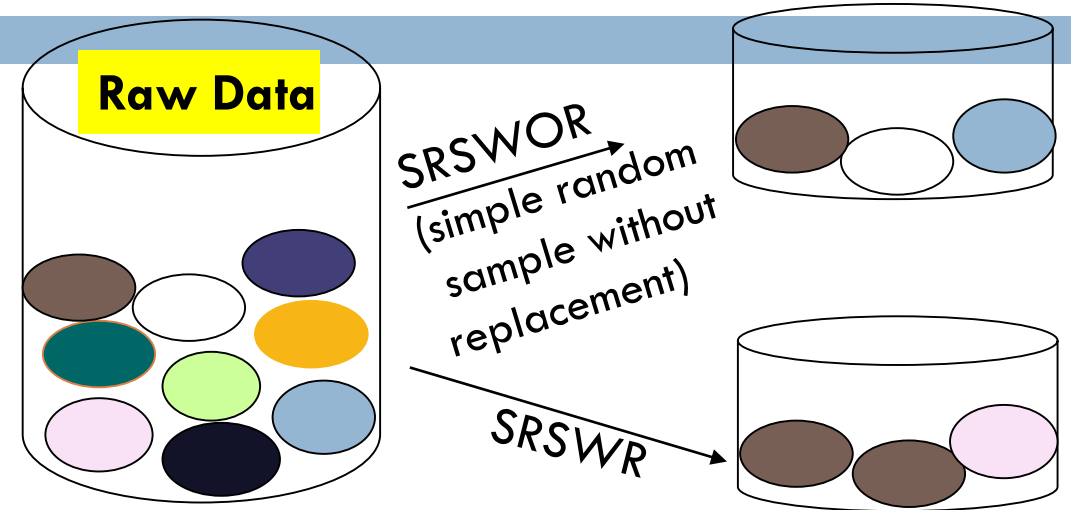 Raw Data
SRSWOR
(simple random
sample without
replacement)
SRSWR